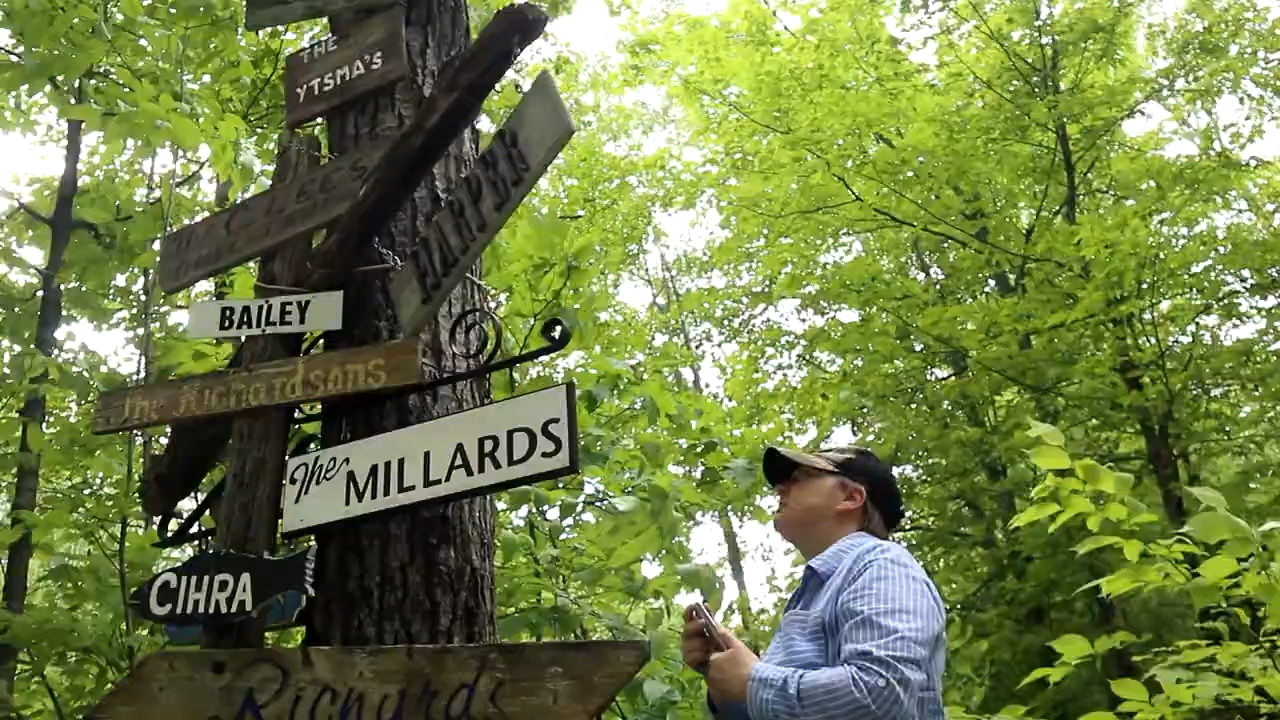 THE
YTSMA'S
HARPER
BAILEY
The Richardsons
The MILLARDS
CIHRA
Richards